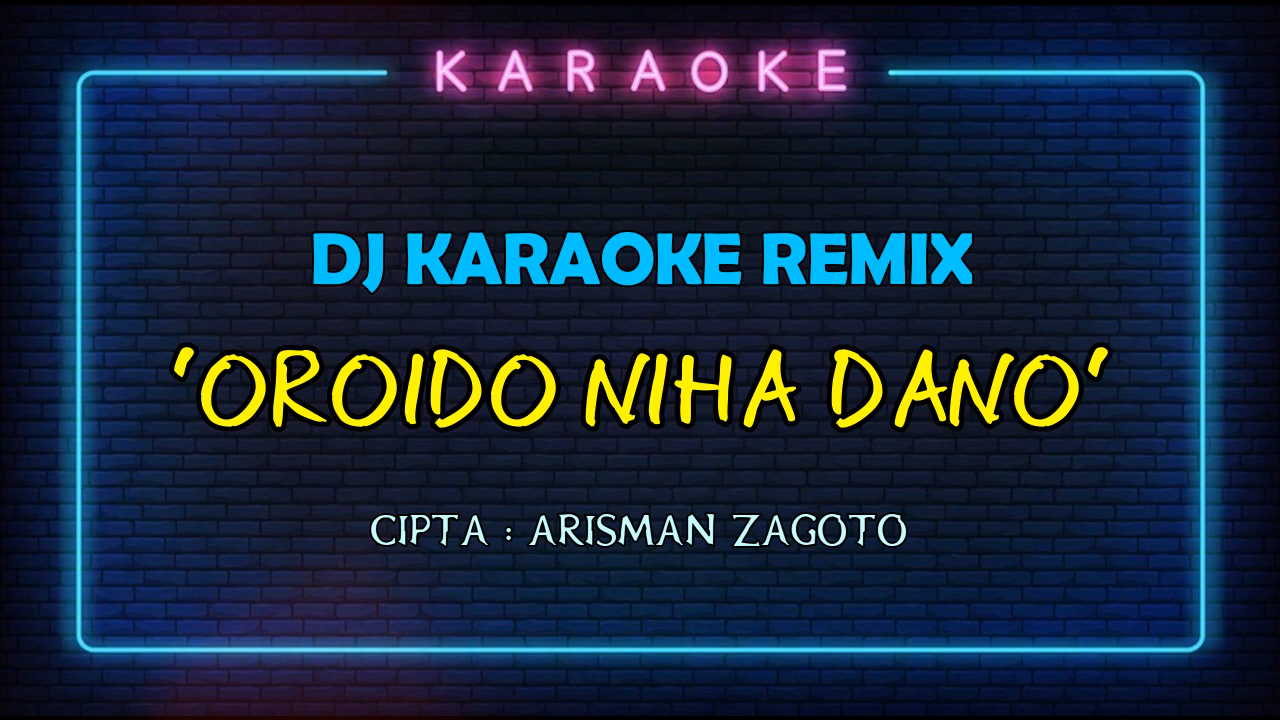 KARAOKE
DJ KARAOKE REMIX
'OROIDO NIHA DANO'
CIPTA : ARISMAN ZAGOTO